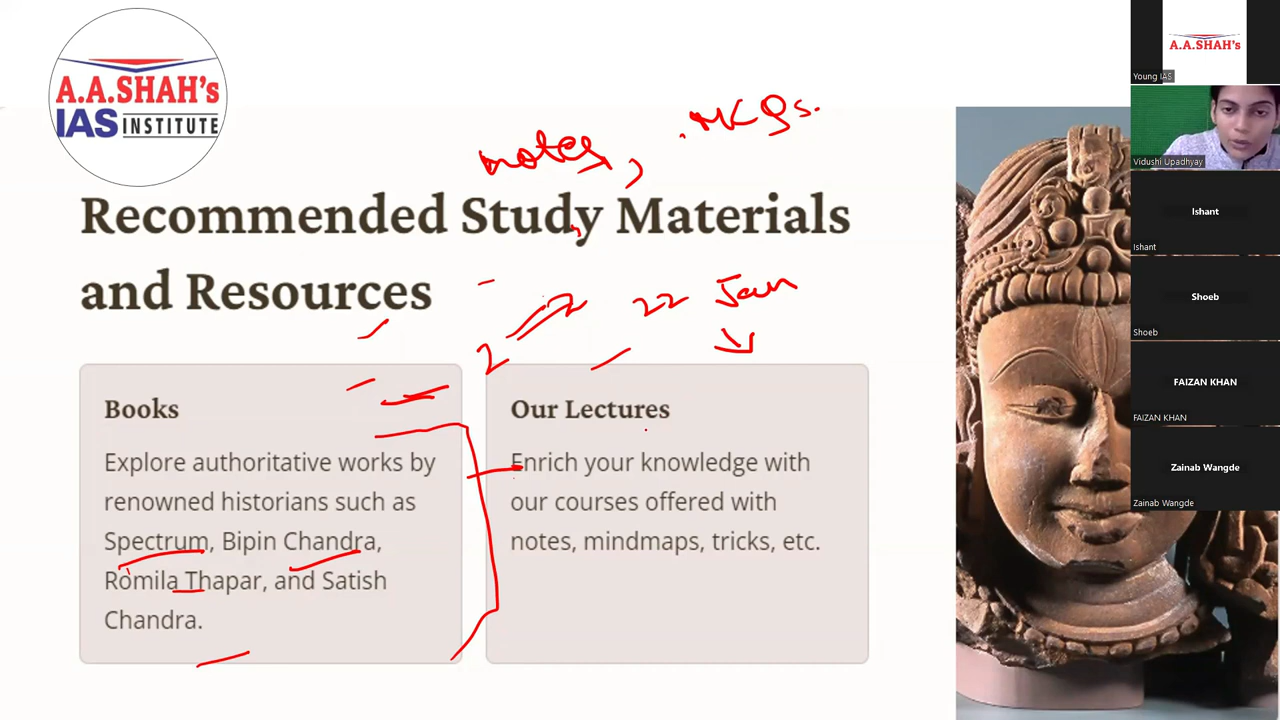 A.A.SHAH's
IAS INSTITUTE
notes, MCQs.
Recommended Study Materials
and Resources
22 Jan
2
Books
Explore authoritative works by
renowned historians such as
Spectrum, Bipin Chandra,
Romila Thapar, and Satish
Chandra.
Our Lectures
Enrich your knowledge with
our courses offered with
notes, mindmaps, tricks, etc.
A.A.SHAH's
Young IAS
Vidushi Upadhyay
Ishant
Ishant
Shoeb
Shoeb
FAIZAN KHAN
FAIZAN KHAN
Zainab Wangde
Zainab Wangde